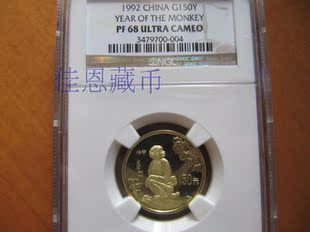 1992 CHINA G150Y
YEAR OF THE MONKEY
PF 68 ULTRA CAMEO
3479700-004
NGC
佳恩藏币
150元